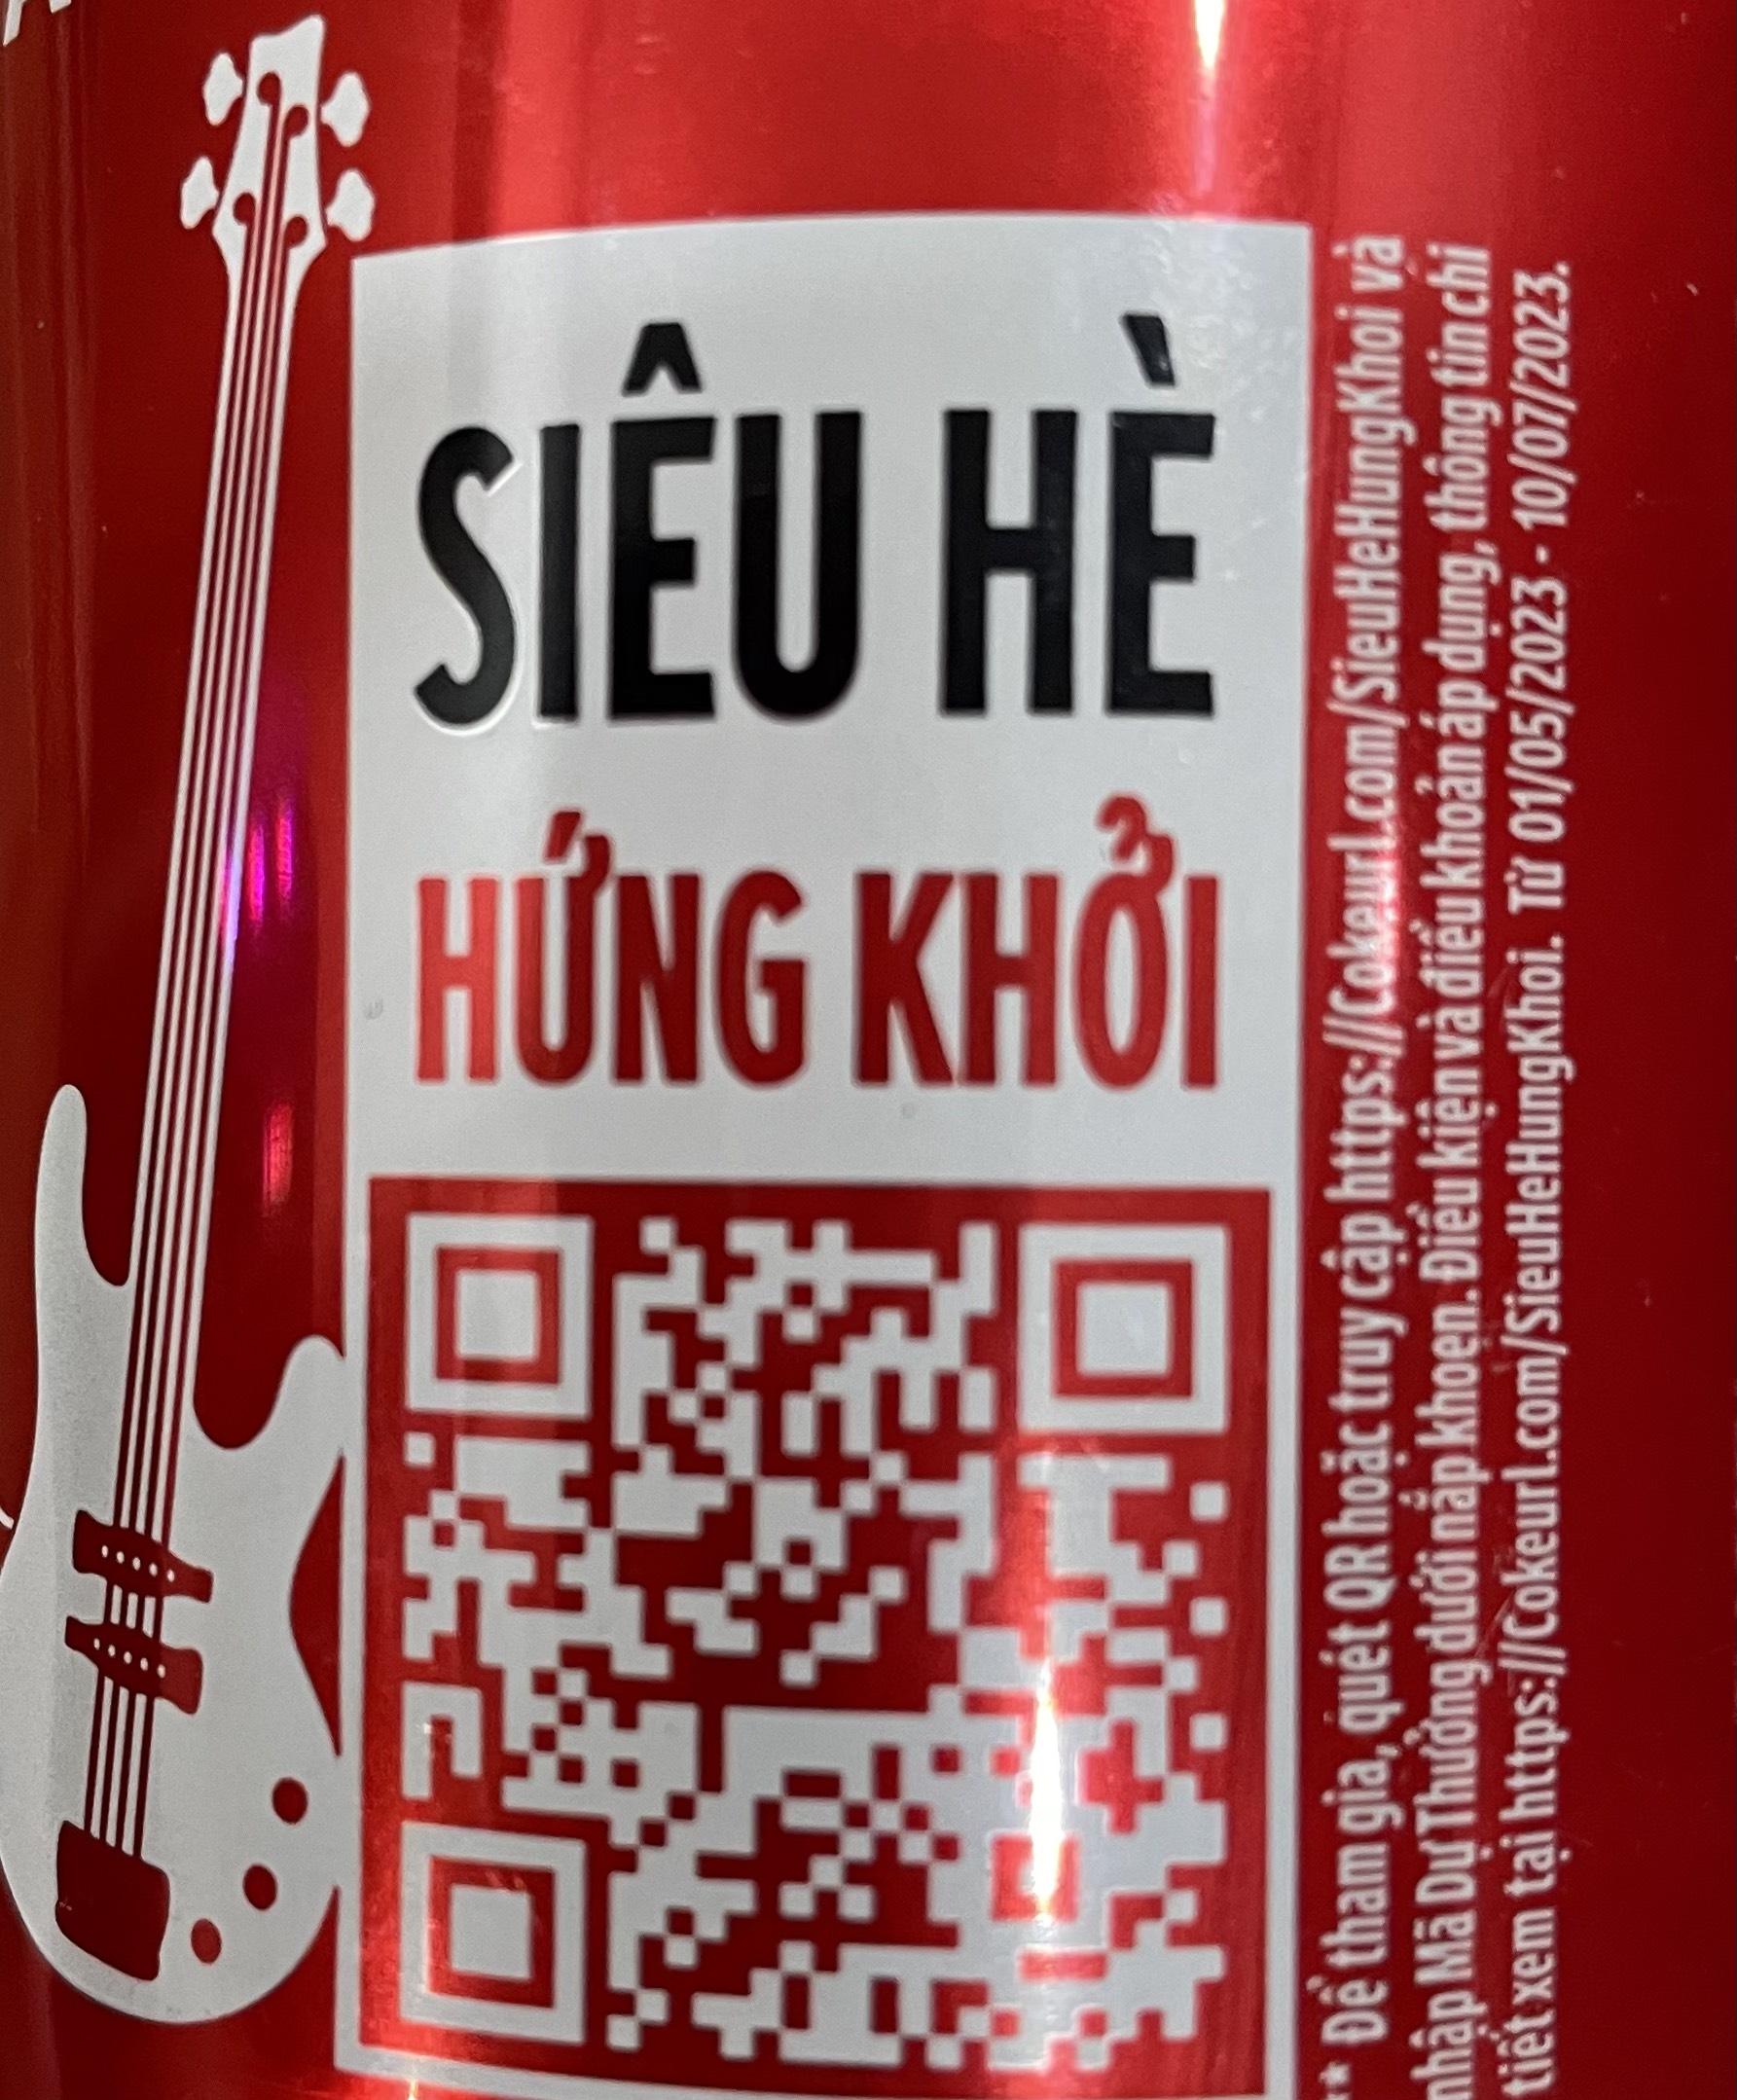 SIÊU HÈ
HỨNG KHỞI
** Để tham gia, quét QR hoặc truy cập https://Cokeurl.com/SieuHeHungKhoi và
nhập Mã Dự Thưởng dưới nắp khoen. Điều kiện và điều khoản áp dụng, thông tin chi
tiết xem tại https://Cokeurl.com/SieuHeHungKhoi. Từ 01/05/2023 - 10/07/2023.